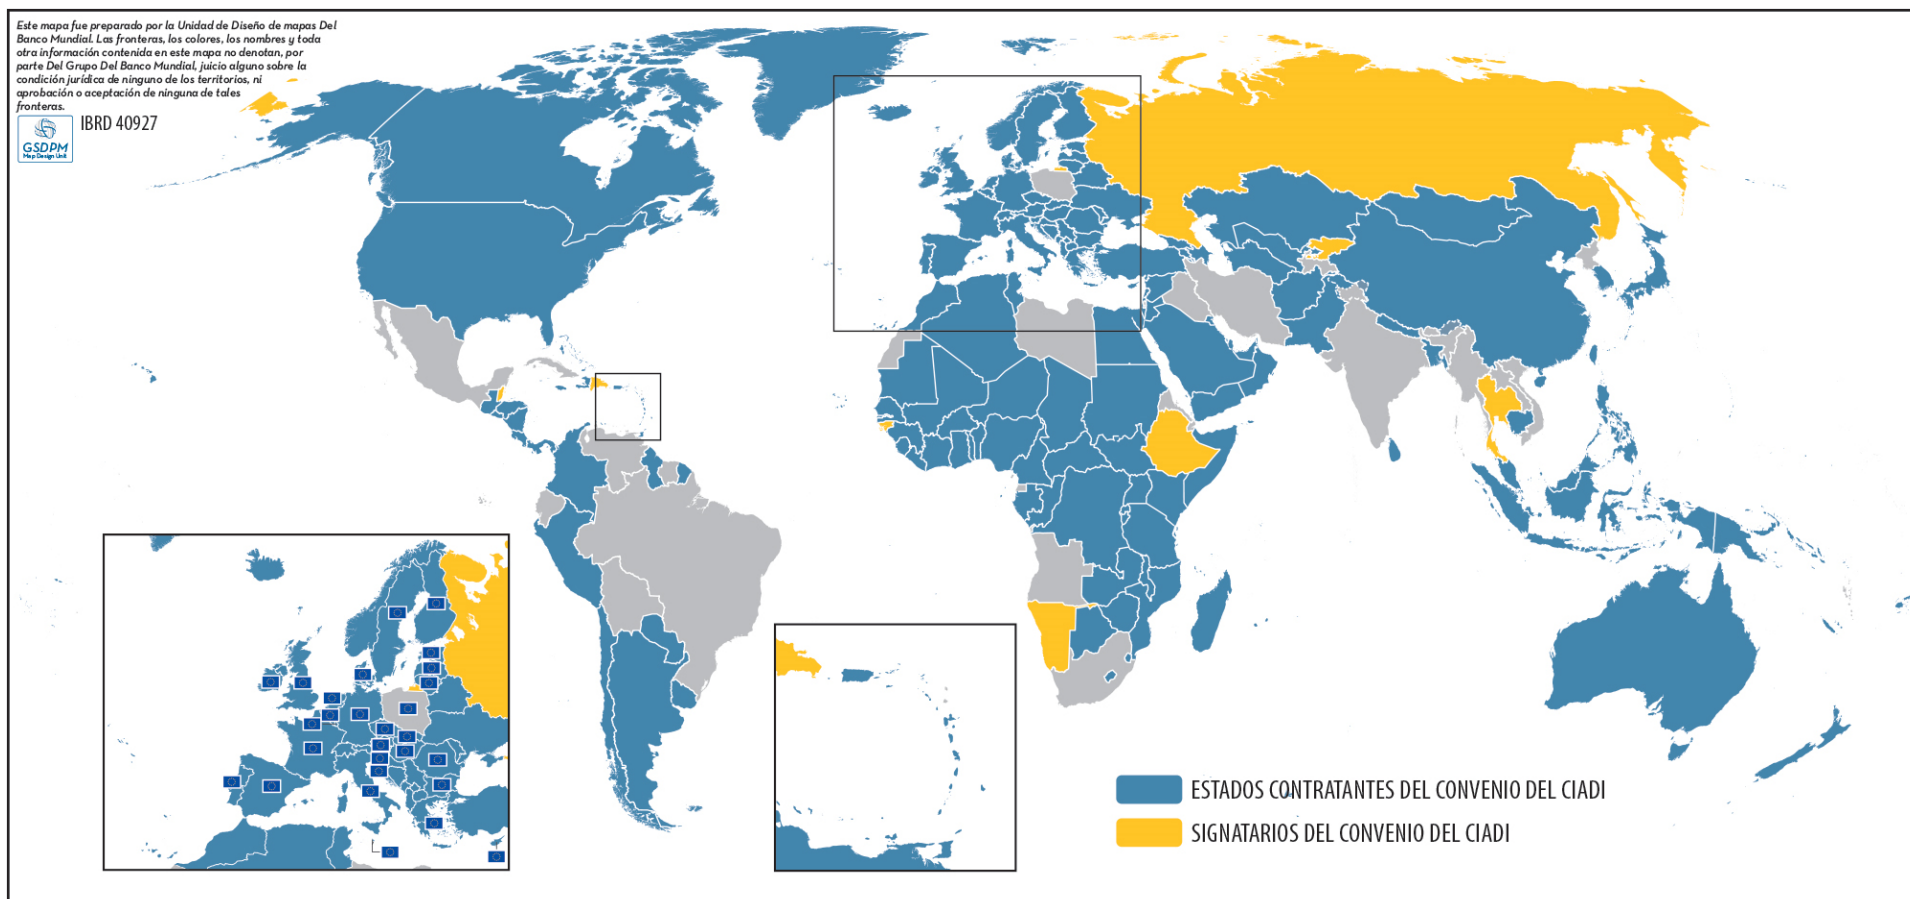 Este mapa fue preparado por la Unidad de Diseño de mapas Del
Banco Mundial. Las fronteras, los colores, los nombres y toda
otra información contenida en este mapa no denotan, por
parte Del Grupo Del Banco Mundial, juicio alguno sobre la
condición jurídica de ninguno de los territorios, ni
aprobación o aceptación de ninguna de tales
fronteras.
IBRD 40927
GSDPM
Map Design Unit
ESTADOS CONTRATANTES DEL CONVENIO DEL CIADI
SIGNATARIOS DEL CONVENIO DEL CIADI